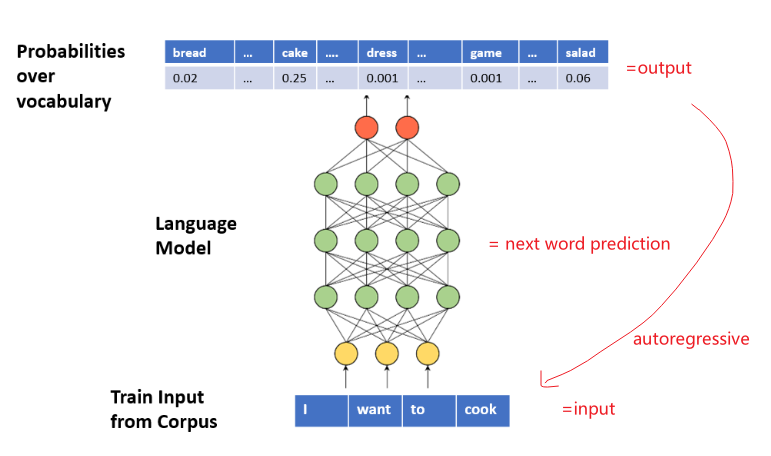 Probabilities
over
vocabulary
bread ... cake .... dress ... game ... salad
0.02 ... 0.25 ... 0.001 ... 0.001 ... 0.06
=output
Language
Model
= next word prediction
autoregressive
Train Input
from Corpus
I want to cook
=input